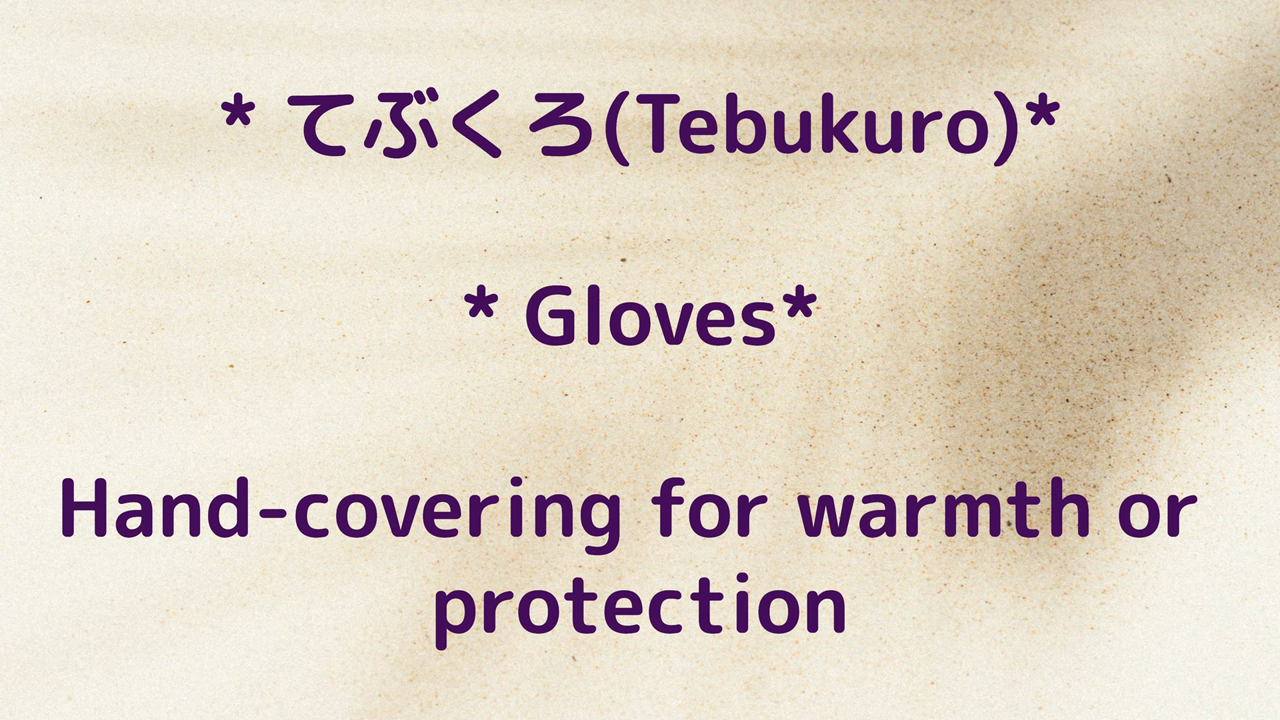 * てぶくろ(Tebukuro)*
* Gloves*
Hand-covering for warmth or
protection